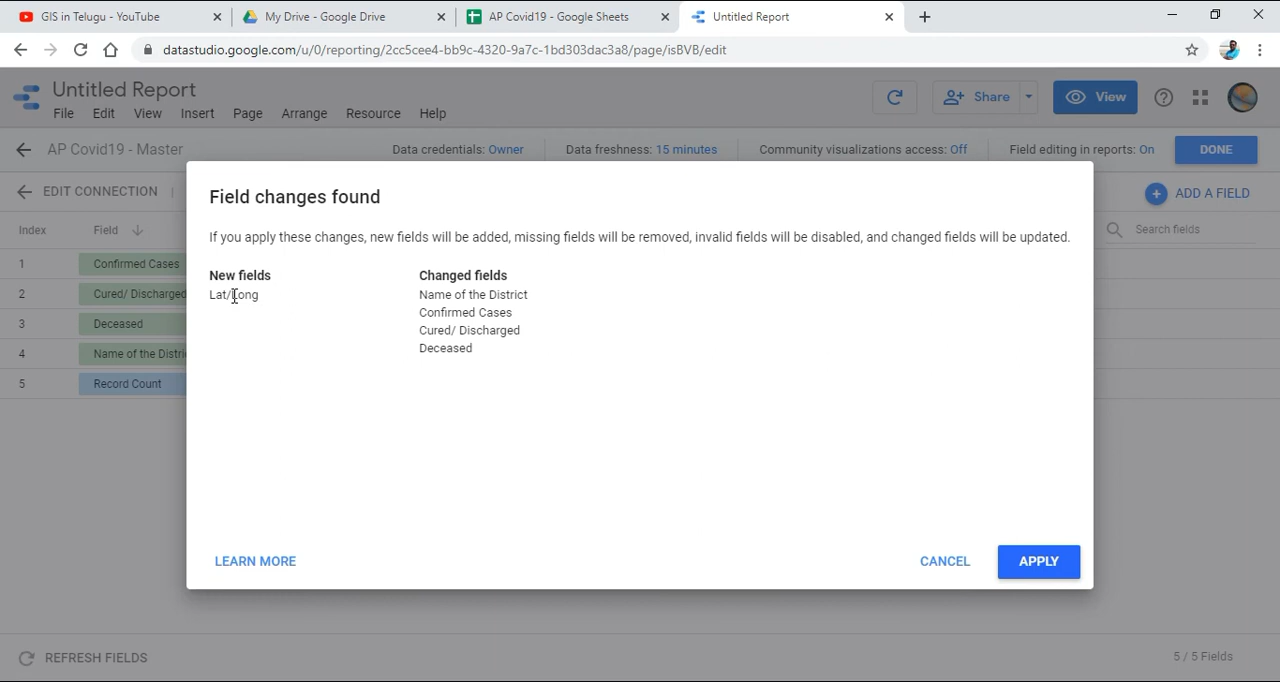 GIS in Telugu - YouTube
My Drive - Google Drive
AP Covid19 - Google Sheets
Untitled Report
datastudio.google.com/u/0/reporting/2cc5cee4-bb9c-4320-9a7c-1bd303dac3a8/page/isBVB/edit
Untitled Report
File Edit View Insert Page Arrange Resource Help
Share
View
AP Covid19 - Master
Data credentials: Owner
Data freshness: 15 minutes
Community visualizations access: Off
Field editing in reports: On
DONE
EDIT CONNECTION
ADD A FIELD
Index
Field
Search fields
1 Confirmed Cases
2 Cured/ Discharged
3 Deceased
4 Name of the Distri
5 Record Count
Field changes found
If you apply these changes, new fields will be added, missing fields will be removed, invalid fields will be disabled, and changed fields will be updated.
New fields
Lat/Long
Changed fields
Name of the District
Confirmed Cases
Cured/ Discharged
Deceased
LEARN MORE
CANCEL
APPLY
REFRESH FIELDS
5 / 5 Fields